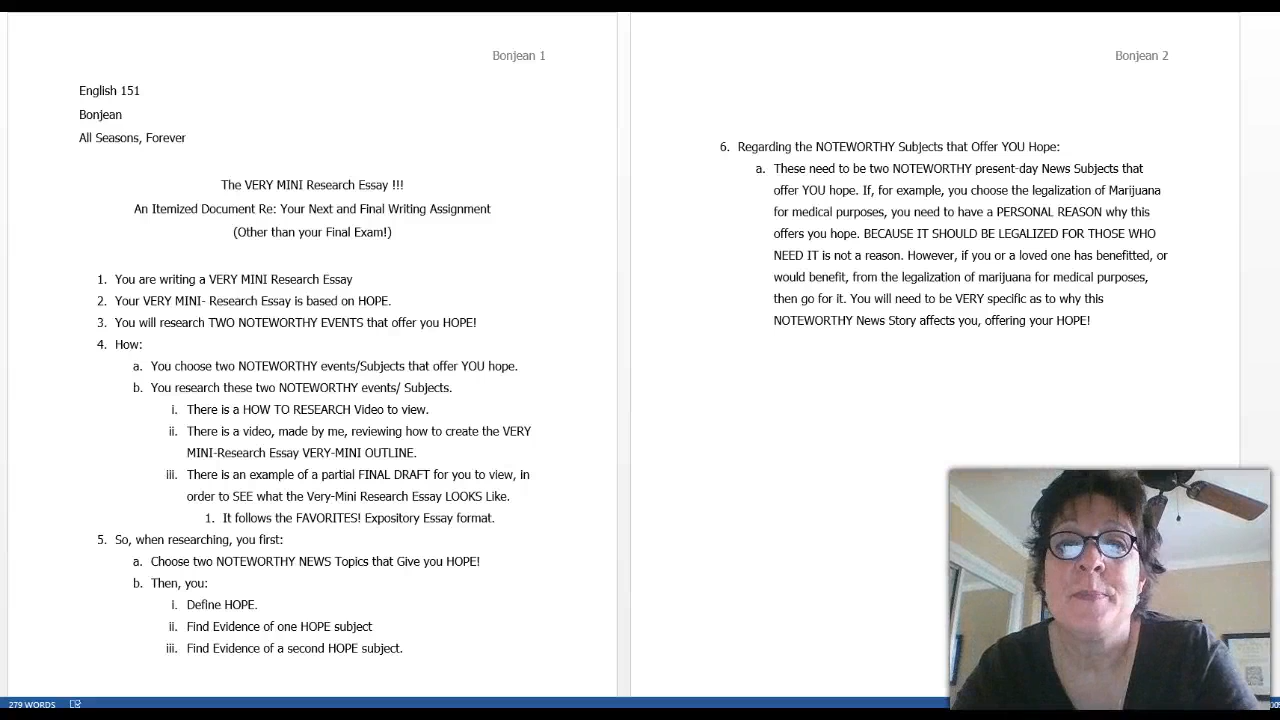 Bonjean 1
English 151
Bonjean
All Seasons, Forever
The VERY MINI Research Essay !!!
An Itemized Document Re: Your Next and Final Writing Assignment
(Other than your Final Exam!)
1. You are writing a VERY MINI Research Essay
2. Your VERY MINI- Research Essay is based on HOPE.
3. You will research TWO NOTEWORTHY EVENTS that offer you HOPE!
4. How:
a. You choose two NOTEWORTHY events/Subjects that offer YOU hope.
b. You research these two NOTEWORTHY events/ Subjects.
i. There is a HOW TO RESEARCH Video to view.
ii. There is a video, made by me, reviewing how to create the VERY
MINI-Research Essay VERY-MINI OUTLINE.
iii. There is an example of a partial FINAL DRAFT for you to view, in
order to SEE what the Very-Mini Research Essay LOOKS Like.
1. It follows the FAVORITES! Expository Essay format.
5. So, when researching, you first:
a. Choose two NOTEWORTHY NEWS Topics that Give you HOPE!
b. Then, you:
i. Define HOPE.
ii. Find Evidence of one HOPE subject
iii. Find Evidence of a second HOPE subject.
Bonjean 2
6. Regarding the NOTEWORTHY Subjects that Offer YOU Hope:
a. These need to be two NOTEWORTHY present-day News Subjects that
offer YOU hope. If, for example, you choose the legalization of Marijuana
for medical purposes, you need to have a PERSONAL REASON why this
offers you hope. BECAUSE IT SHOULD BE LEGALIZED FOR THOSE WHO
NEED IT is not a reason. However, if you or a loved one has benefitted, or
would benefit, from the legalization of marijuana for medical purposes,
then go for it. You will need to be VERY specific as to why this
NOTEWORTHY News Story affects you, offering your HOPE!
279 WORDS